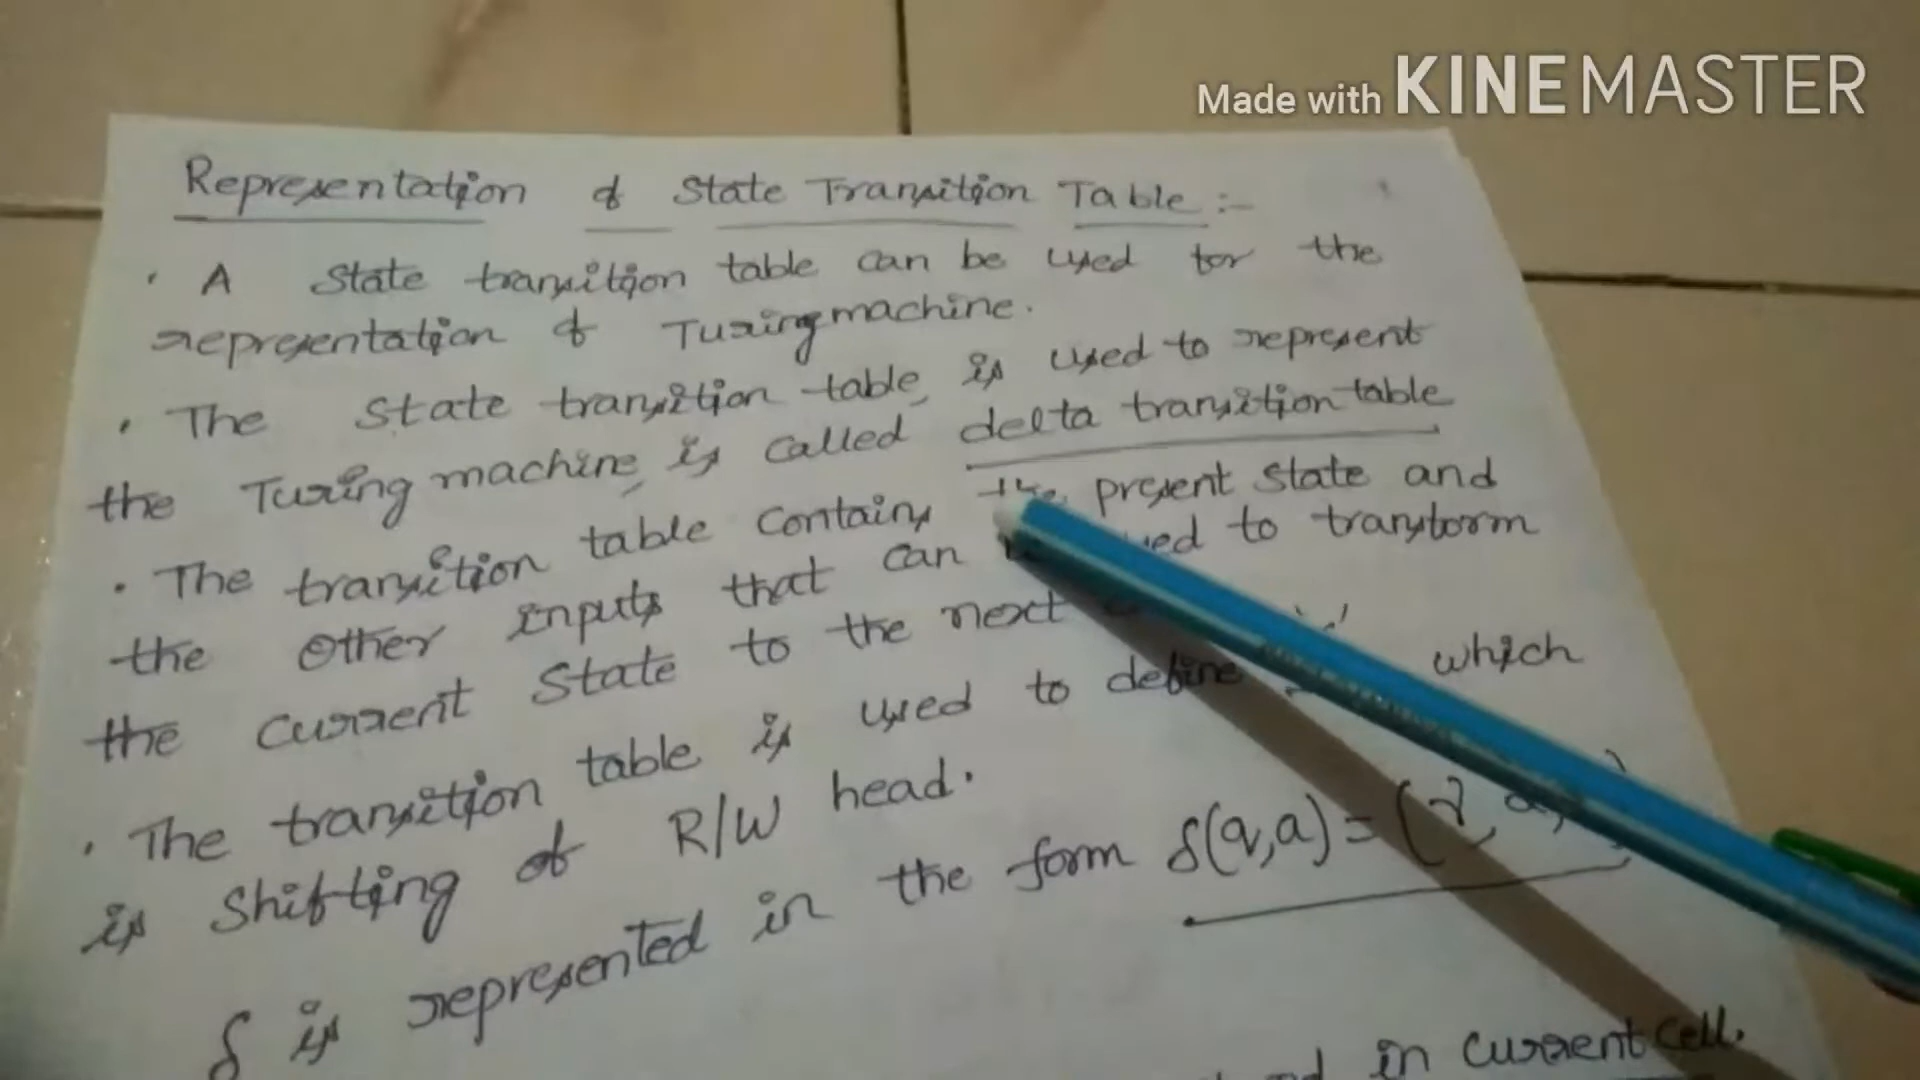 Made with KINEMASTER
Representation of State Transition Table :-
· A State transition table can be used for the
representation of Turing machine.
· The State transition table, is used to represent
the Turing machine, is called delta transition table
· The transition table contains the present state and
the other inputs that can used to transform
the current State to the next
· The transition table is used to define which
is shifting of R/W head.
δ is represented in the form δ(q,a)=(
in current cell.